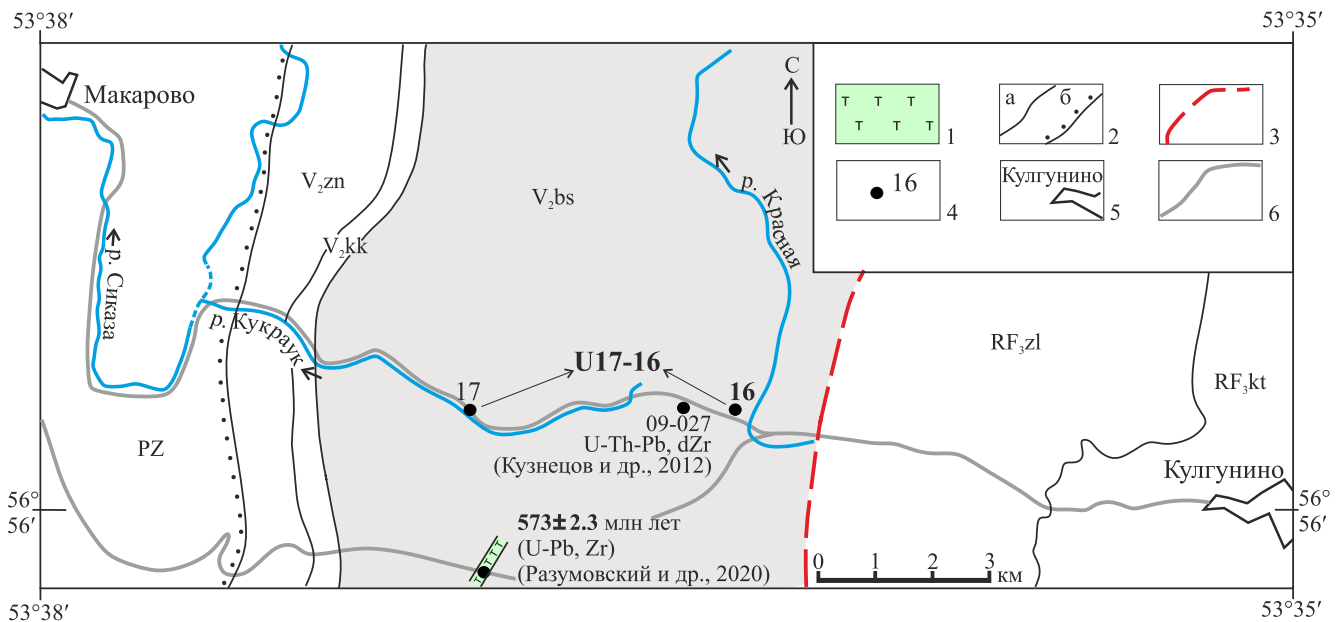 53°38′
53°35′
Макарово
С
Ю
а
б
1
2
3
16
Кулгунино
4
5
6
V₂zn
V₂bs
р. Красная
V₂kk
р. Сиказа
р. Кукраук
RF₃zl
RF₃kt
U17-16
17
16
09-027
U-Th-Pb, dZr
(Кузнецов и др., 2012)
PZ
Кулгунино
56°
56′
56°
56′
573±2.3 млн лет
(U-Pb, Zr)
(Разумовский и др., 2020)
0
1
2
3
км
53°38′
53°35′
Т Т Т
Т Т Т
Т Т Т Т